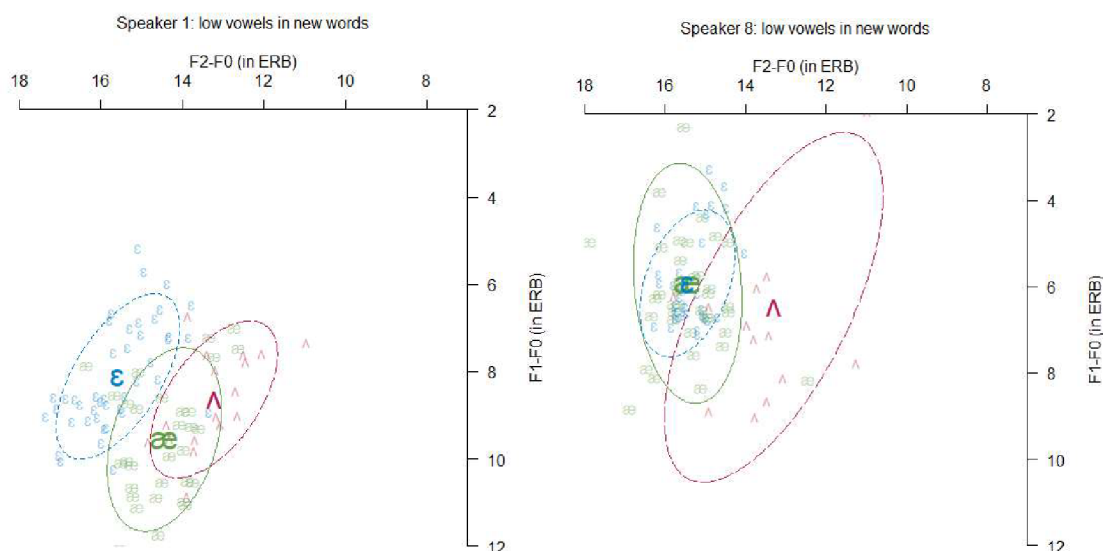 Speaker 1: low vowels in new words
F2-F0 (in ERB)
18 16 14 12 10 8
2
4
6
8
10
12
F1-F0 (in ERB)
ε
æ
ʌ
Speaker 8: low vowels in new words
F2-F0 (in ERB)
18 16 14 12 10 8
2
4
6
8
10
12
F1-F0 (in ERB)
æ
ε
ʌ